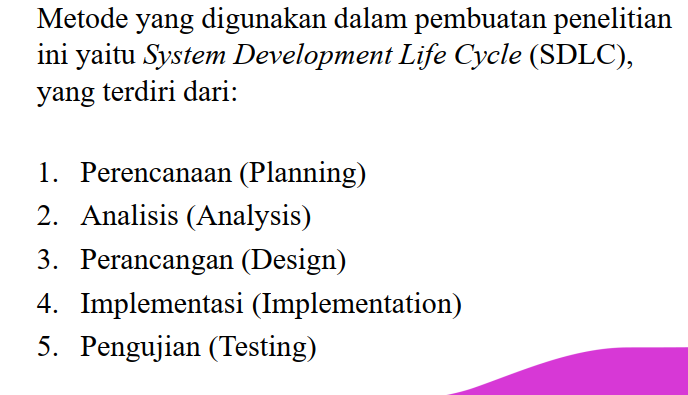 Metode yang digunakan dalam pembuatan penelitian
ini yaitu System Development Life Cycle (SDLC),
yang terdiri dari:
1. Perencanaan (Planning)
2. Analisis (Analysis)
3. Perancangan (Design)
4. Implementasi (Implementation)
5. Pengujian (Testing)